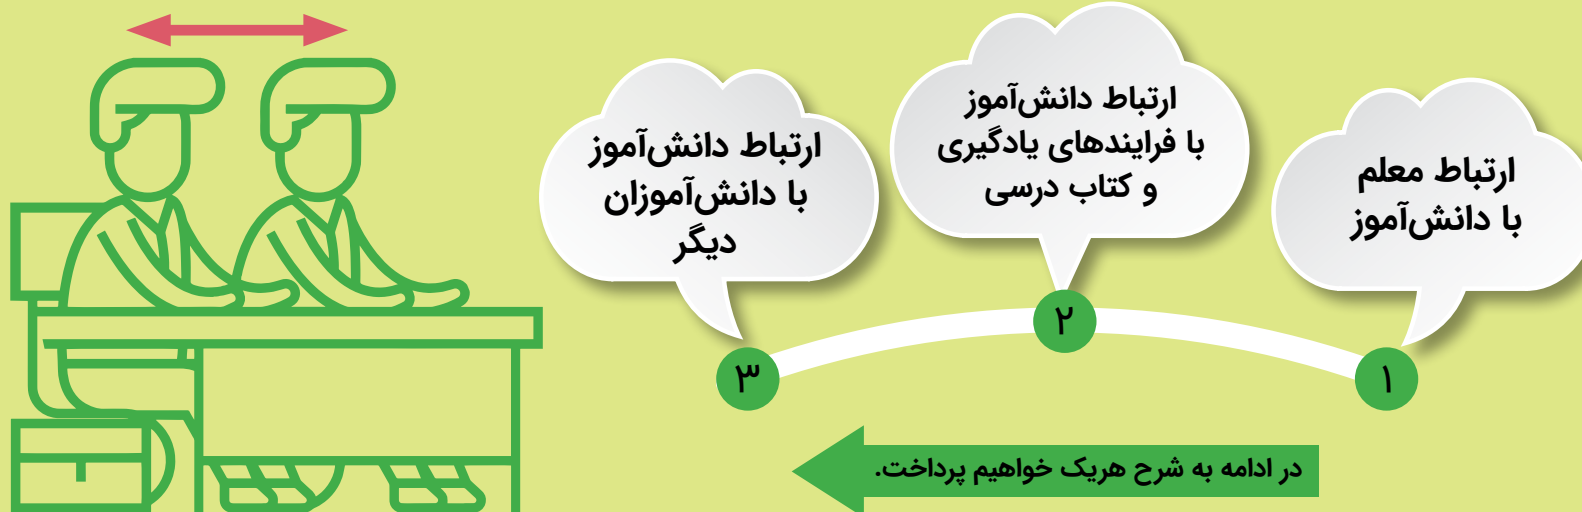 ارتباط معلم
با دانش‌آموز
۱
ارتباط دانش‌آموز
با فرایندهای یادگیری
و کتاب درسی
۲
ارتباط دانش‌آموز
با دانش‌آموزان
دیگر
۳
در ادامه به شرح هریک خواهیم پرداخت.